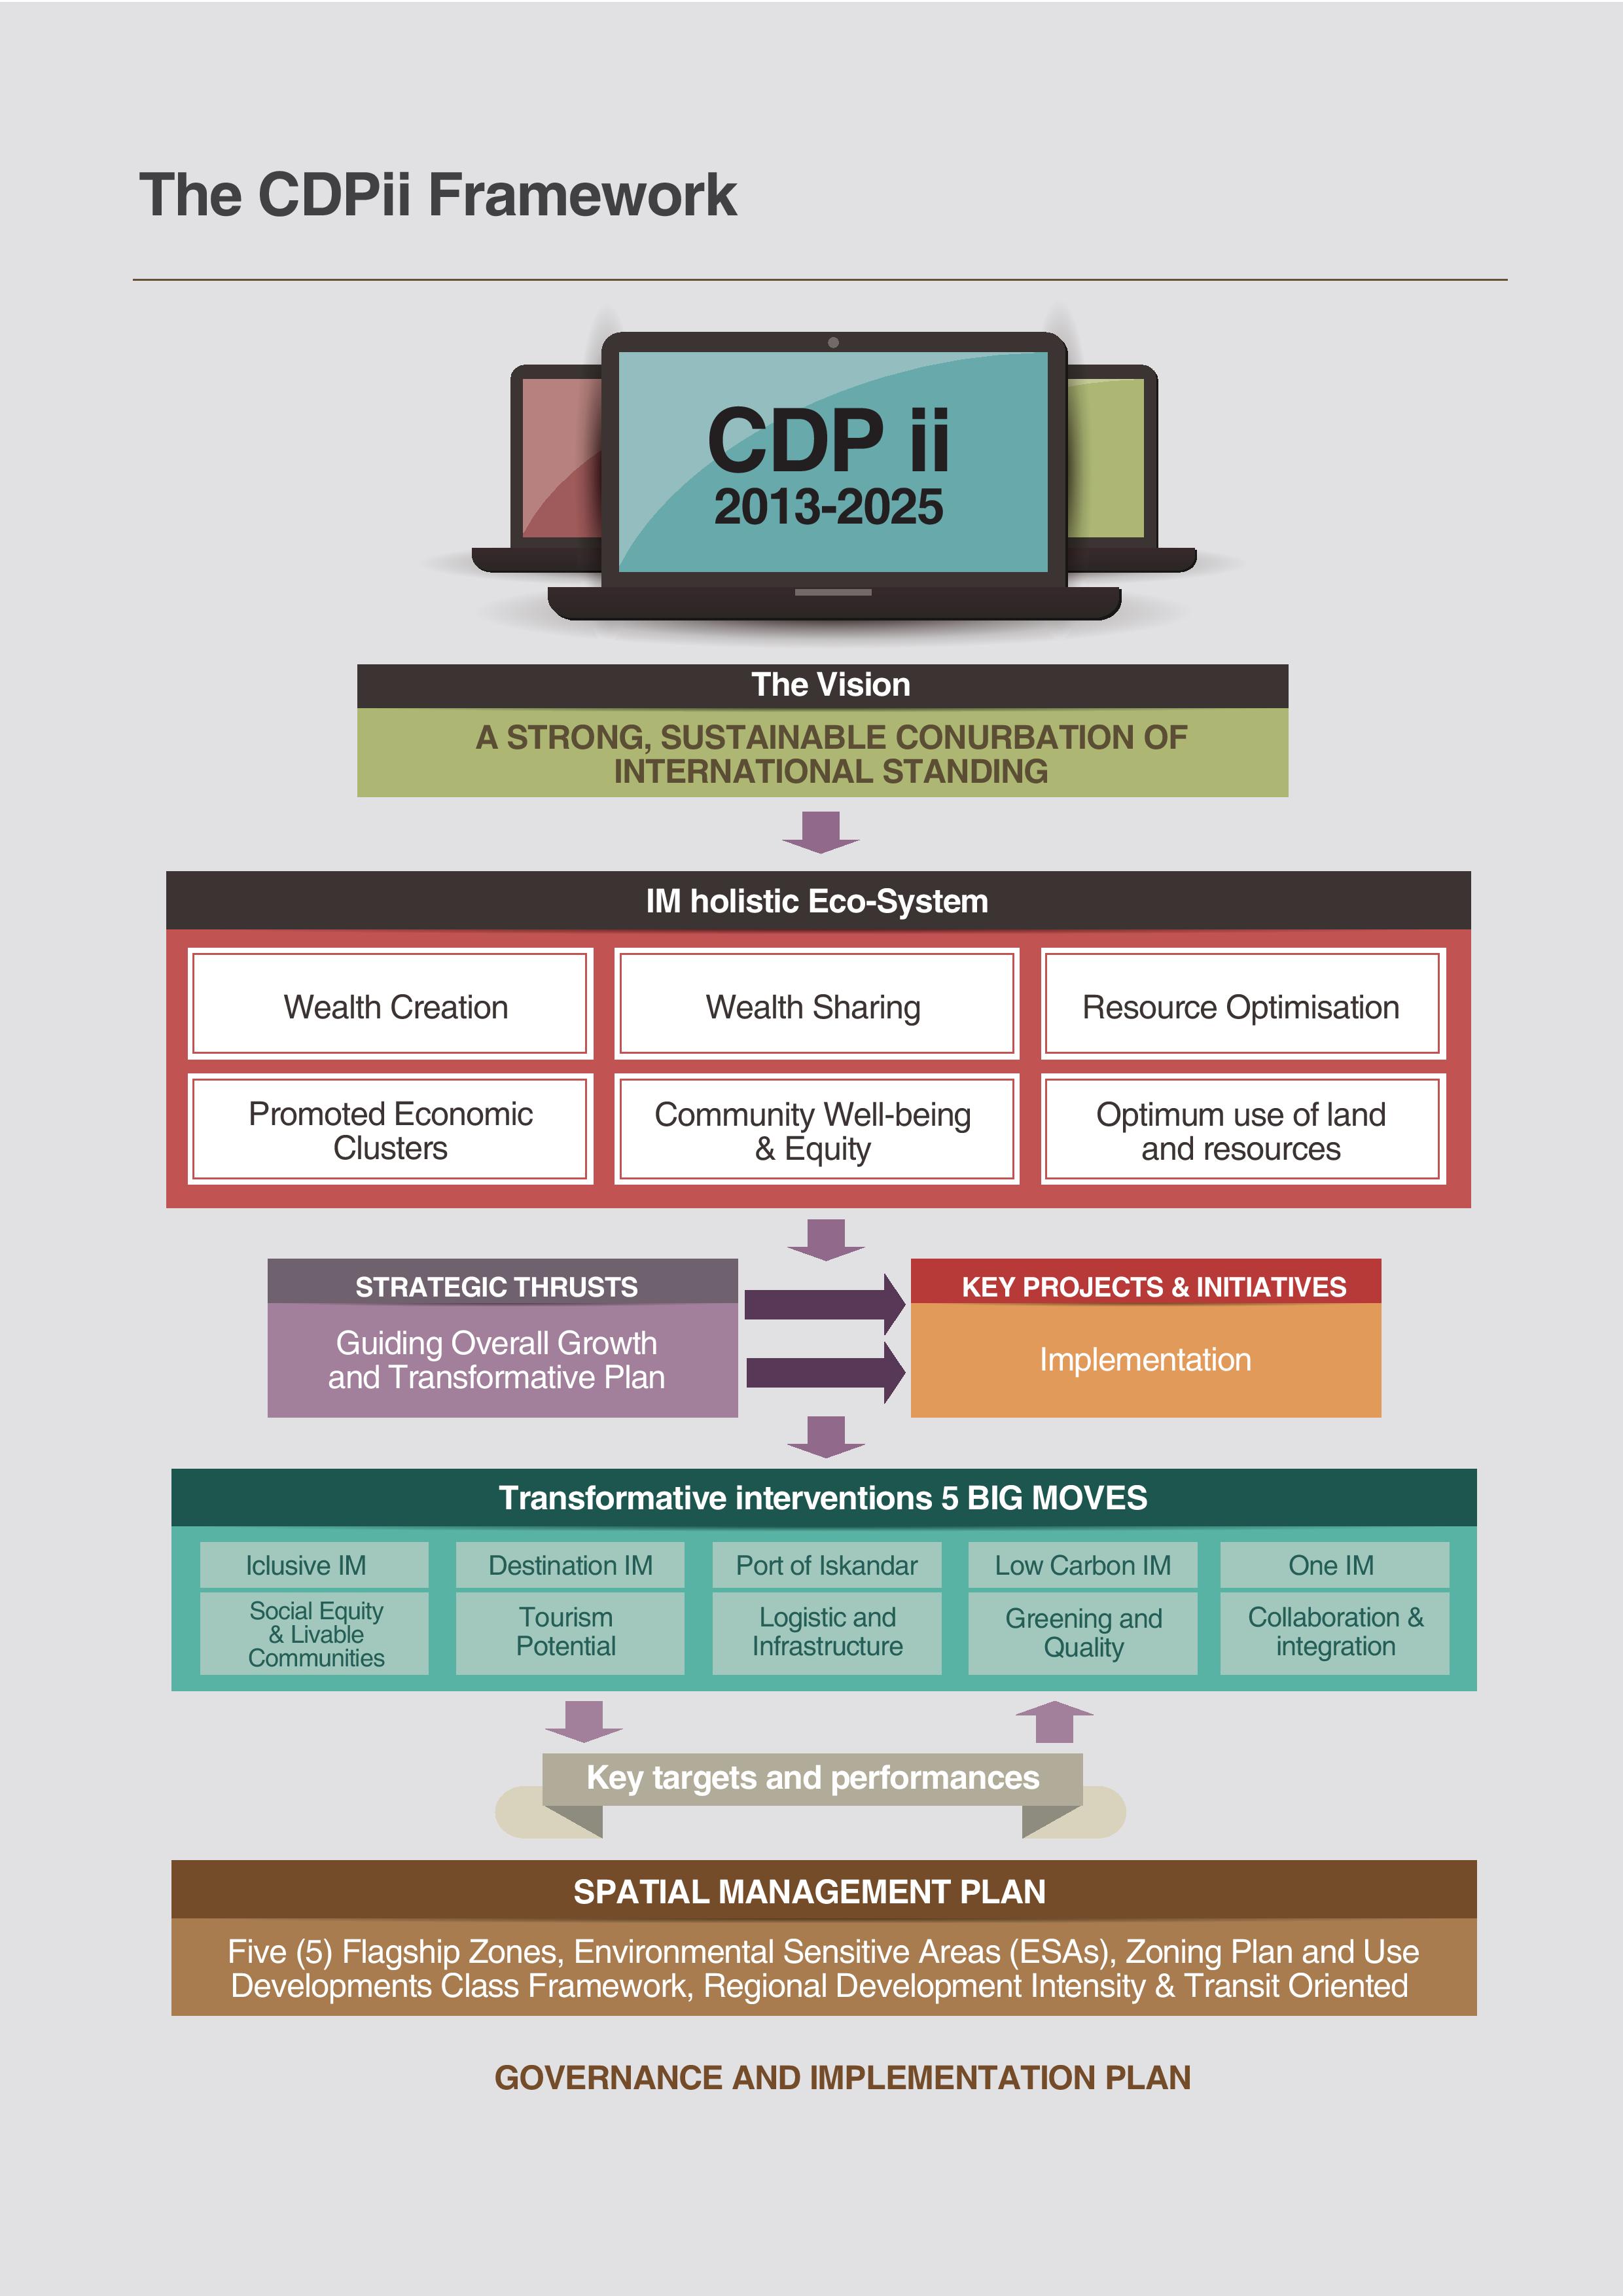 The CDPii Framework
CDP ii
2013-2025
The Vision
A STRONG, SUSTAINABLE CONURBATION OF
INTERNATIONAL STANDING
IM holistic Eco-System
Wealth Creation
Wealth Sharing
Resource Optimisation
Promoted Economic
Clusters
Community Well-being
& Equity
Optimum use of land
and resources
STRATEGIC THRUSTS
Guiding Overall Growth
and Transformative Plan
KEY PROJECTS & INITIATIVES
Implementation
Transformative interventions 5 BIG MOVES
Iclusive IM
Social Equity
& Livable
Communities
Destination IM
Tourism
Potential
Port of Iskandar
Logistic and
Infrastructure
Low Carbon IM
Greening and
Quality
One IM
Collaboration &
integration
Key targets and performances
SPATIAL MANAGEMENT PLAN
Five (5) Flagship Zones, Environmental Sensitive Areas (ESAs), Zoning Plan and Use
Developments Class Framework, Regional Development Intensity & Transit Oriented
GOVERNANCE AND IMPLEMENTATION PLAN